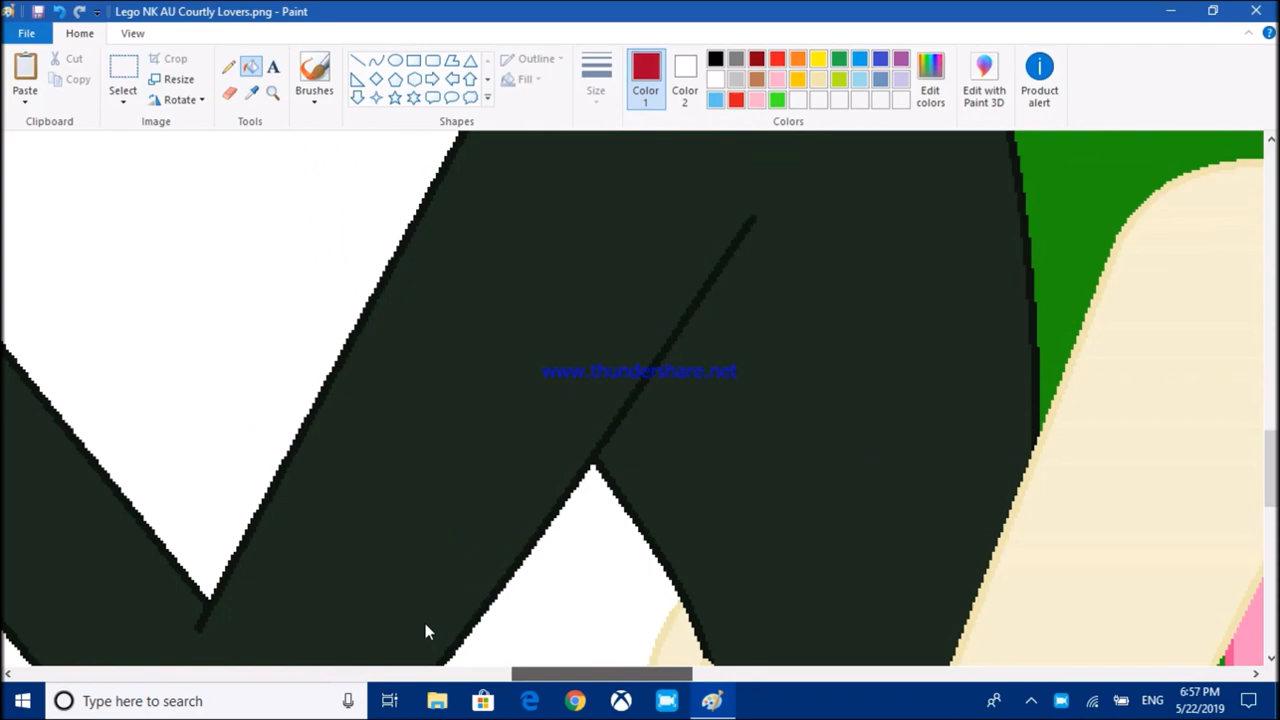 Lego NK AU Courtly Lovers.png - Paint
File
Home
View
Paste
Cut
Copy
Clipboard
Select
Crop
Resize
Rotate
Image
A
Tools
Brushes
Outline
Fill
Shapes
Size
Color 1
Color 2
Edit colors
Colors
Edit with Paint 3D
Product alert
www.thundershare.net
Type here to search
ENG
6:57 PM
5/22/2019